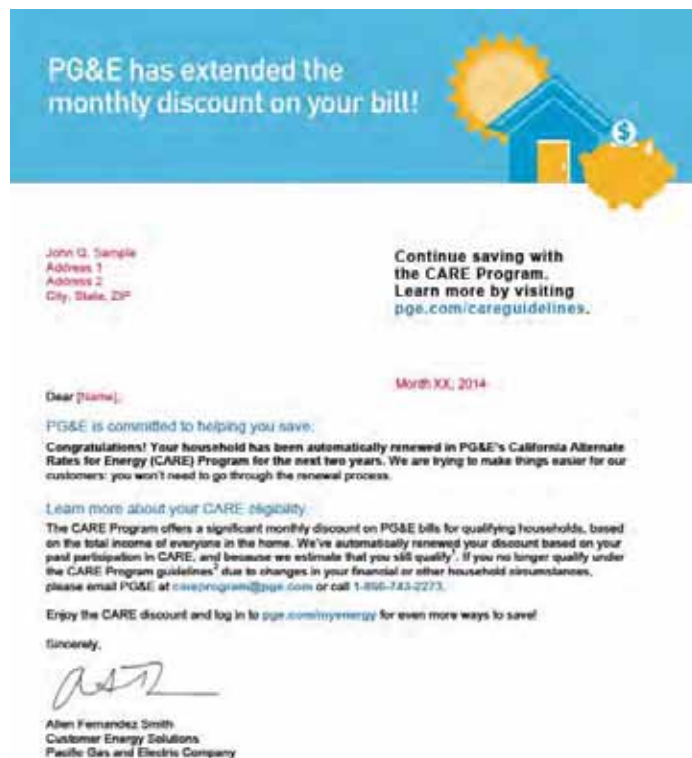 PG&E has extended the
monthly discount on your bill!
$
John Q. Sample
Address 1
Address 2
City, State, ZIP
Continue saving with
the CARE Program.
Learn more by visiting
pge.com/careguidelines.
Month XX, 2014
Dear [Name],
PG&E is committed to helping you save.
Congratulations! Your household has been automatically renewed in PG&E's California Alternate
Rates for Energy (CARE) Program for the next two years. We are trying to make things easier for our
customers: you won't need to go through the renewal process.
Learn more about your CARE eligibility.
The CARE Program offers a significant monthly discount on PG&E bills for qualifying households, based
on the total income of everyone in the home. We've automatically renewed your discount based on your
past participation in CARE, and because we estimate that you still qualify¹. If you no longer qualify under
the CARE Program guidelines² due to changes in your financial or other household circumstances,
please email PG&E at careprogram@pge.com or call 1-866-743-2273.
Enjoy the CARE discount and log in to pge.com/myenergy for even more ways to save!
Sincerely,
Allen Fernandez Smith
Customer Energy Solutions
Pacific Gas and Electric Company